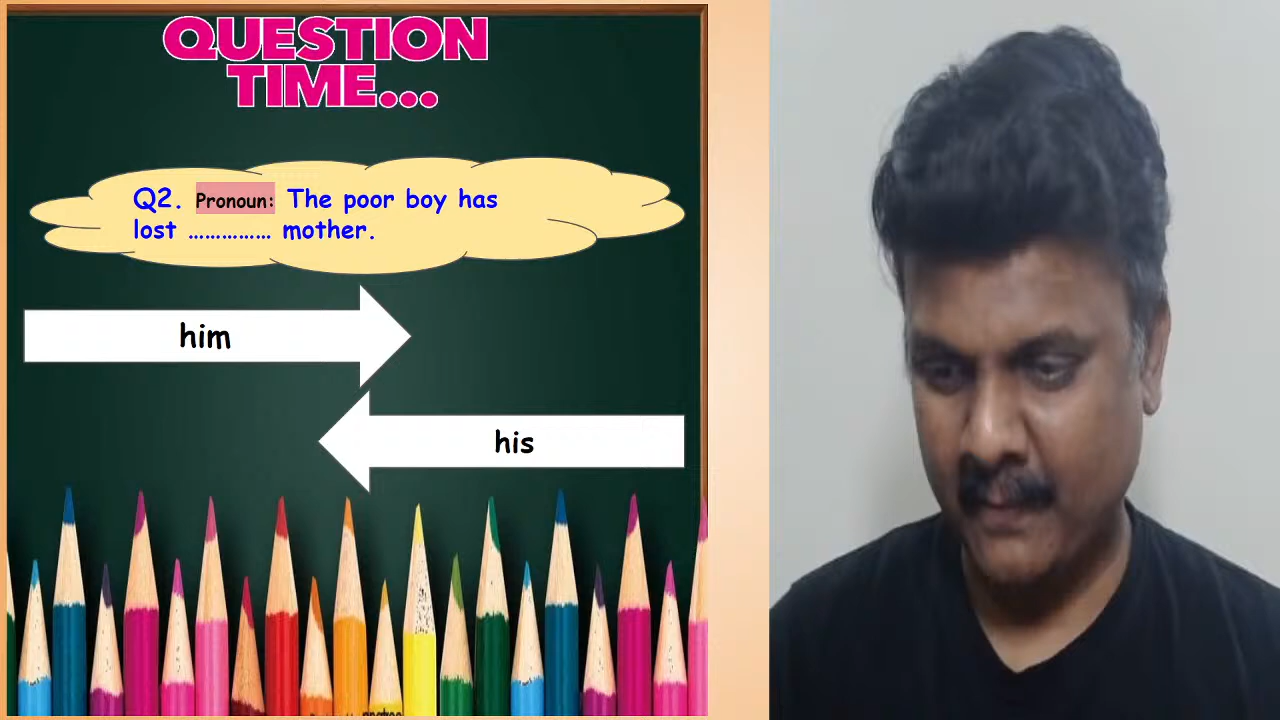 QUESTION
TIME...
Q2. Pronoun: The poor boy has
lost …………… mother.
him
his